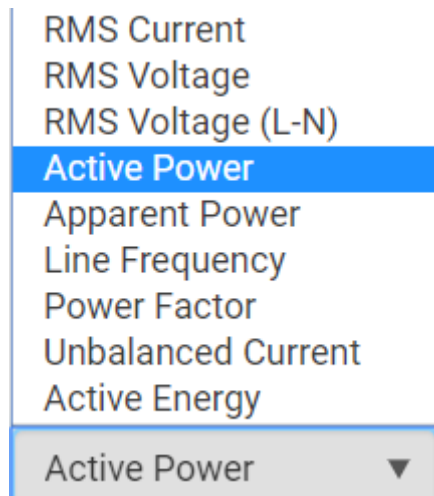 RMS Current
RMS Voltage
RMS Voltage (L-N)
Active Power
Apparent Power
Line Frequency
Power Factor
Unbalanced Current
Active Energy
Active Power